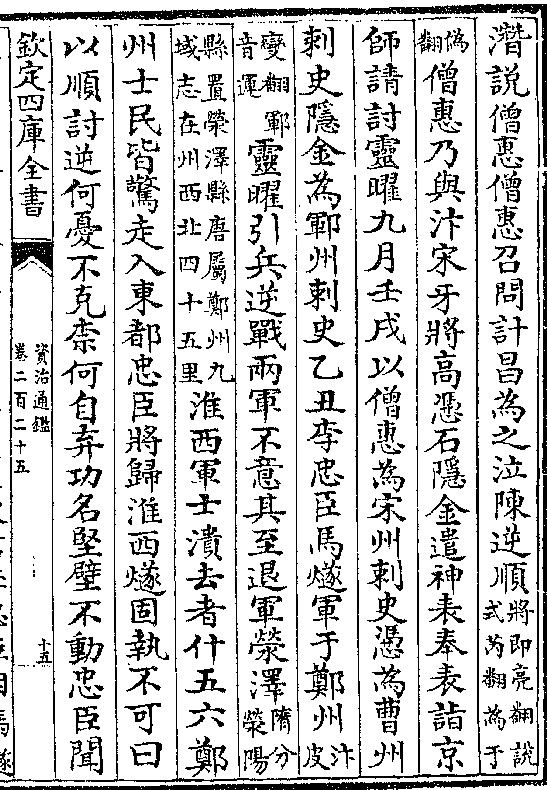 潛說僧惠僧惠召問計昌為之泣陳逆順將即亮翻說式芮翻為于
偽翻僧惠乃與汴宋牙將高憑石隱金遣神表奉表詣京
師請討靈曜九月壬戌以僧惠為宋州刺史憑為曹州
刺史隱金為鄆州刺史乙丑李忠臣馬燧軍于鄭州汴皮
變翻鄆音運靈曜引兵逆戰兩軍不意其至退軍滎澤隋分滎陽
縣置滎澤縣唐屬鄭州九域志在州西北四十五里淮西軍士潰去者什五六鄭
州士民皆驚走入東都忠臣將歸淮西燧固執不可曰
以順討逆何憂不克柰何自弃功名堅壁不動忠臣聞
欽定四庫全書
資治通鑑
卷二百二十五
十五